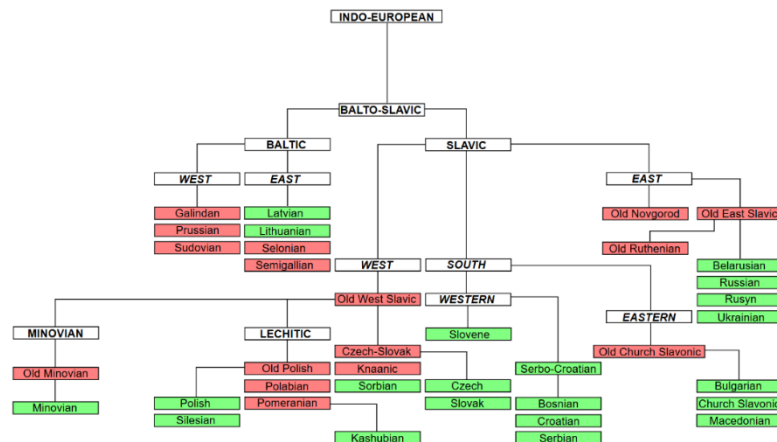 INDO-EUROPEAN
BALTO-SLAVIC
BALTIC
SLAVIC
WEST
EAST
EAST
Galindan
Prussian
Sudovian
Latvian
Lithuanian
Selonian
Semigallian
Old Novgorod
Old East Slavic
Old Ruthenian
Belarusian
Russian
Rusyn
Ukrainian
WEST
SOUTH
Old West Slavic
WESTERN
EASTERN
MINOVIAN
LECHITIC
Slovene
Old Minovian
Minovian
Old Polish
Polabian
Pomeranian
Polish
Silesian
Kashubian
Czech-Slovak
Knaanic
Sorbian
Czech
Slovak
Serbo-Croatian
Bosnian
Croatian
Serbian
Old Church Slavonic
Bulgarian
Church Slavonic
Macedonian